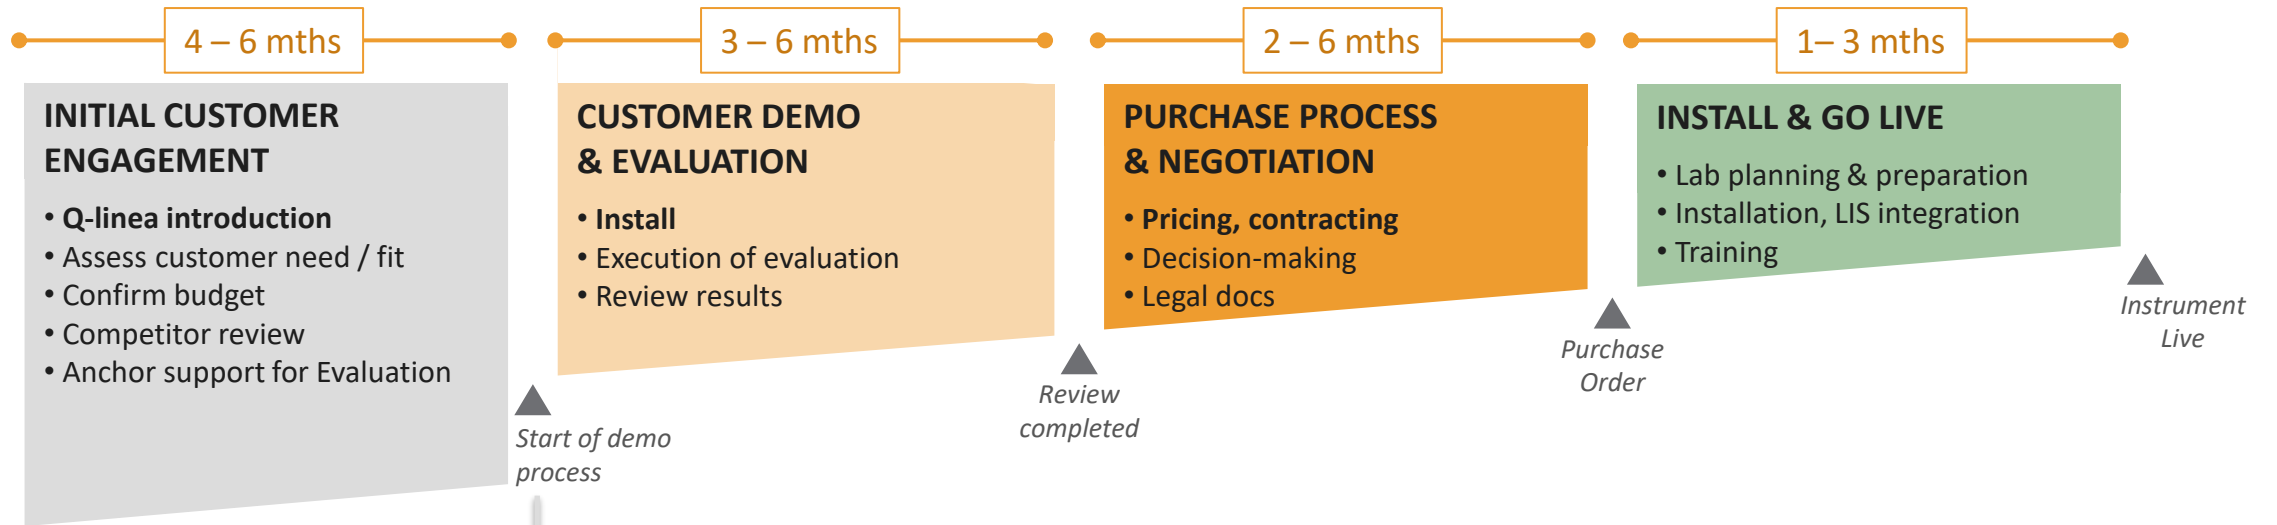 4 – 6 mths
3 – 6 mths
2 – 6 mths
1– 3 mths
INITIAL CUSTOMER
ENGAGEMENT
• Q-linea introduction
• Assess customer need / fit
• Confirm budget
• Competitor review
• Anchor support for Evaluation
Start of demo
process
CUSTOMER DEMO
& EVALUATION
• Install
• Execution of evaluation
• Review results
Review
completed
PURCHASE PROCESS
& NEGOTIATION
• Pricing, contracting
• Decision-making
• Legal docs
Purchase
Order
INSTALL & GO LIVE
• Lab planning & preparation
• Installation, LIS integration
• Training
Instrument
Live